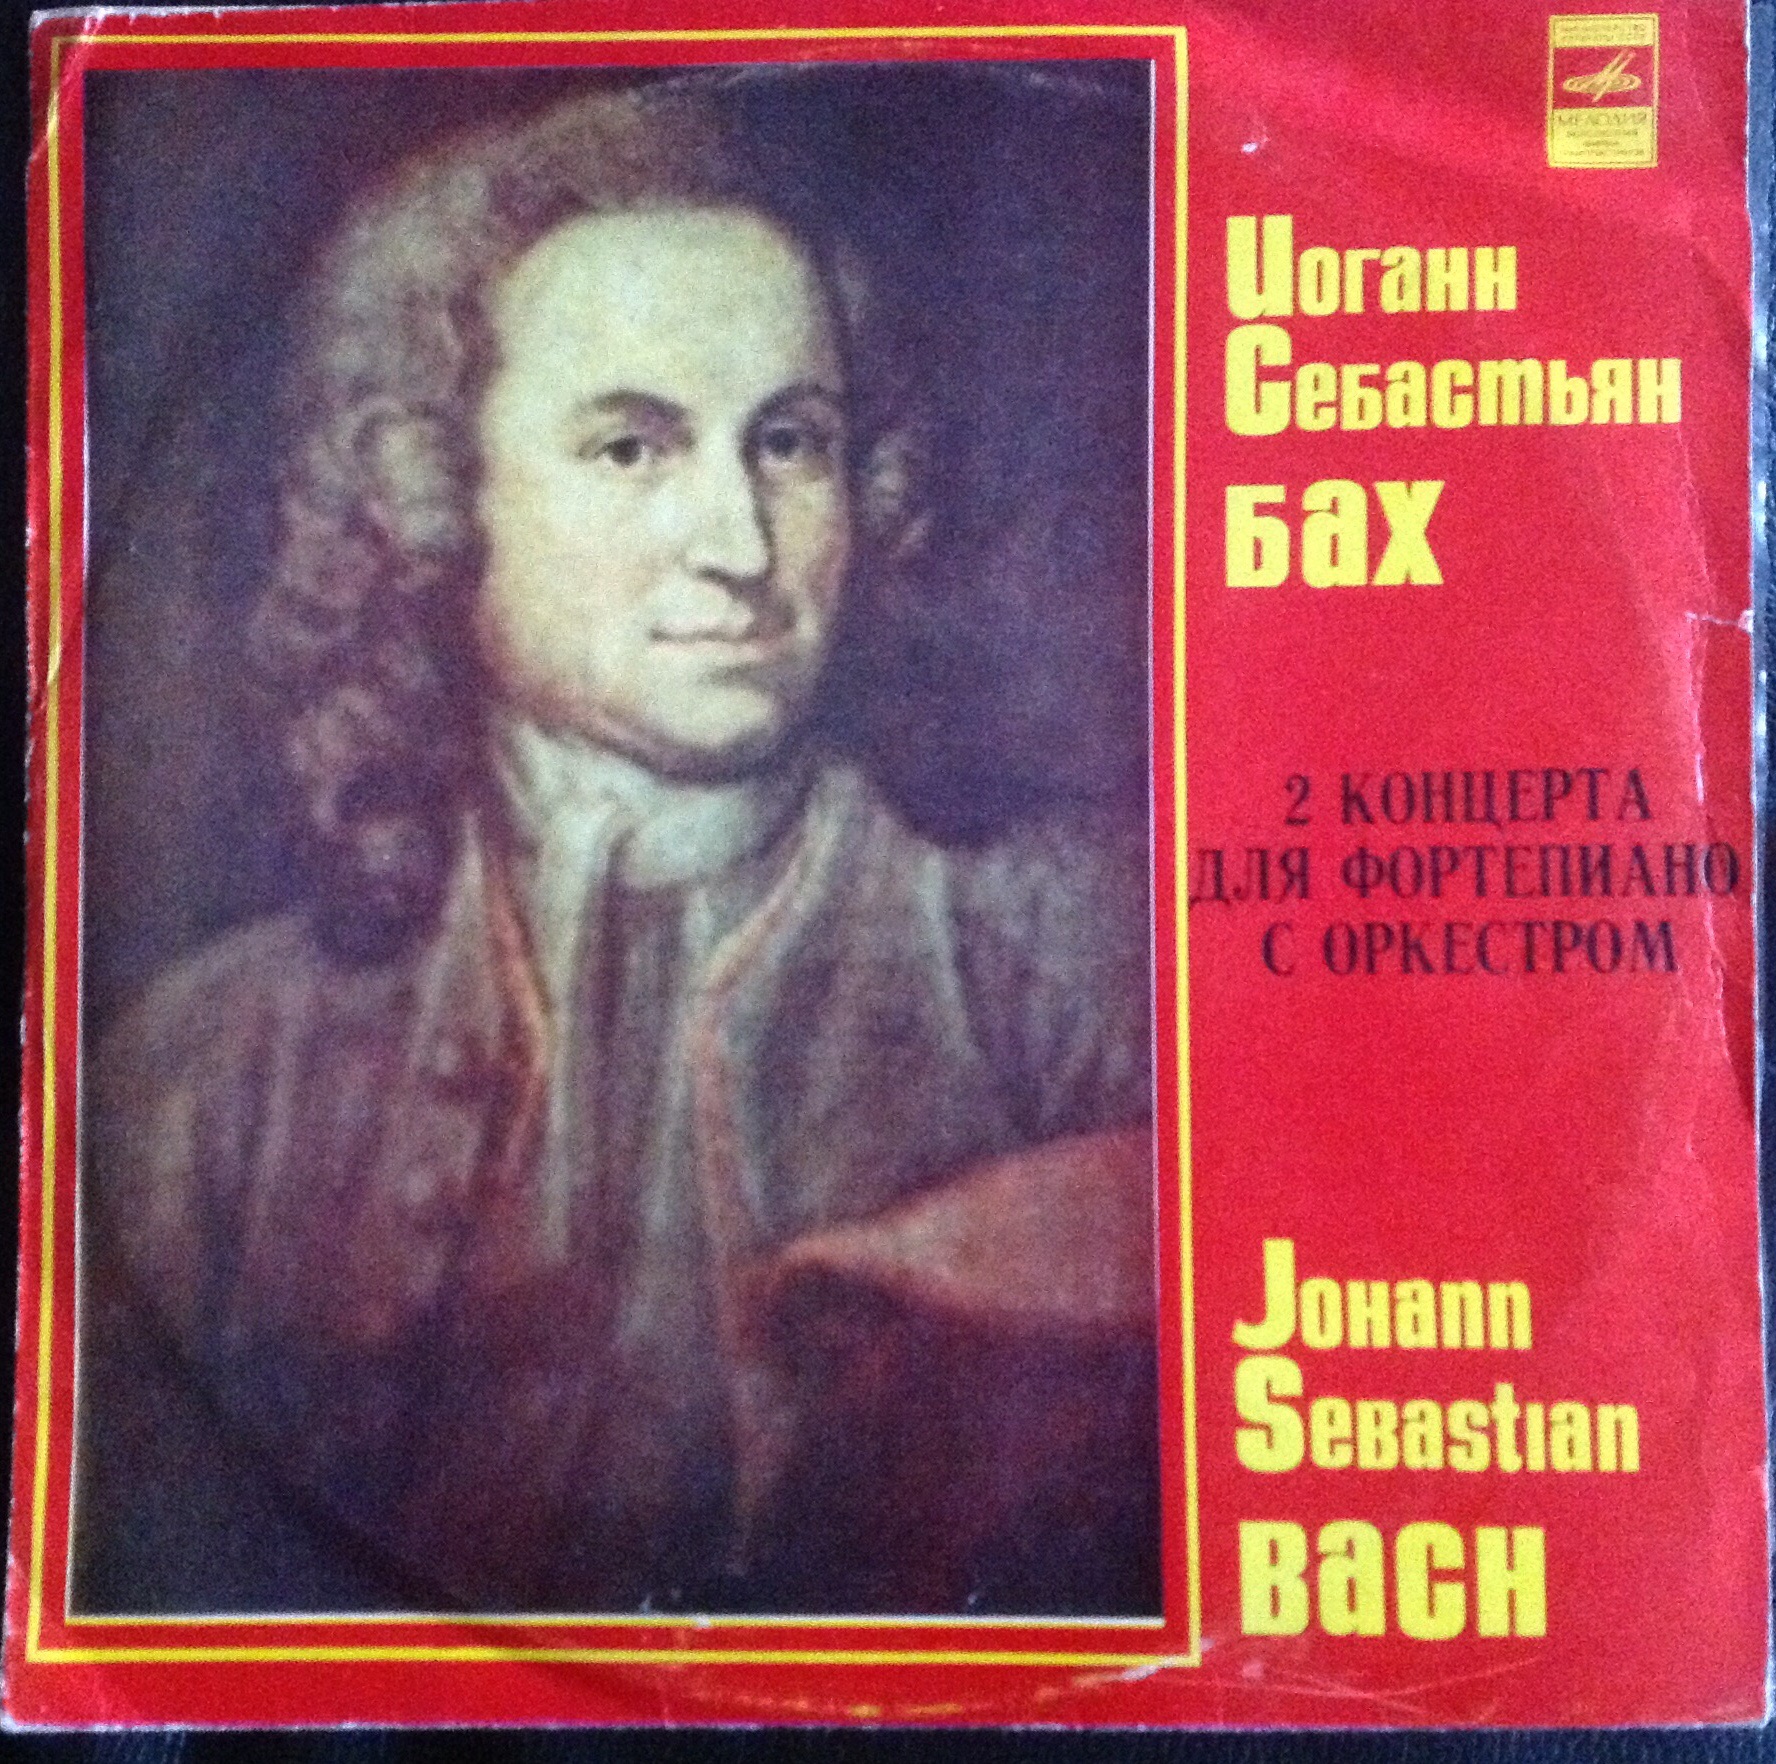 МЕЛОДИЯ
Иоганн
Себастьян
Бах
2 КОНЦЕРТА
ДЛЯ ФОРТЕПИАНО
С ОРКЕСТРОМ
Johann
Sebastian
Bach